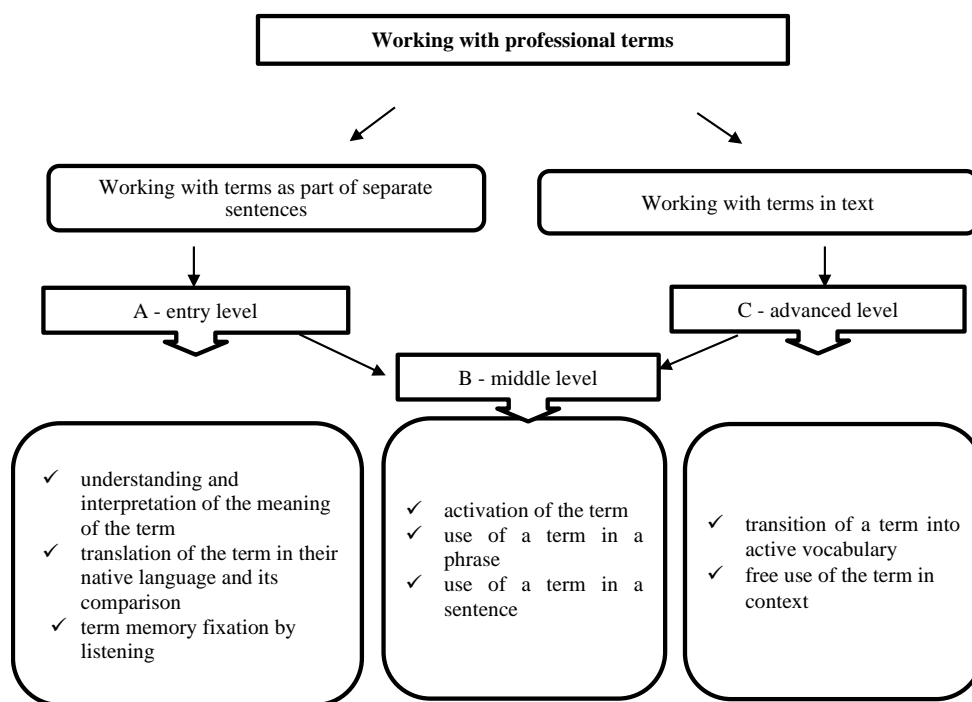 Working with professional terms
Working with terms as part of separate
sentences
Working with terms in text
A - entry level
C - advanced level
B - middle level
✓ understanding and
interpretation of the meaning
of the term
✓ translation of the term in their
native language and its
comparison
✓ term memory fixation by
listening
✓ activation of the term
✓ use of a term in a
phrase
✓ use of a term in a
sentence
✓ transition of a term into
active vocabulary
✓ free use of the term in
context